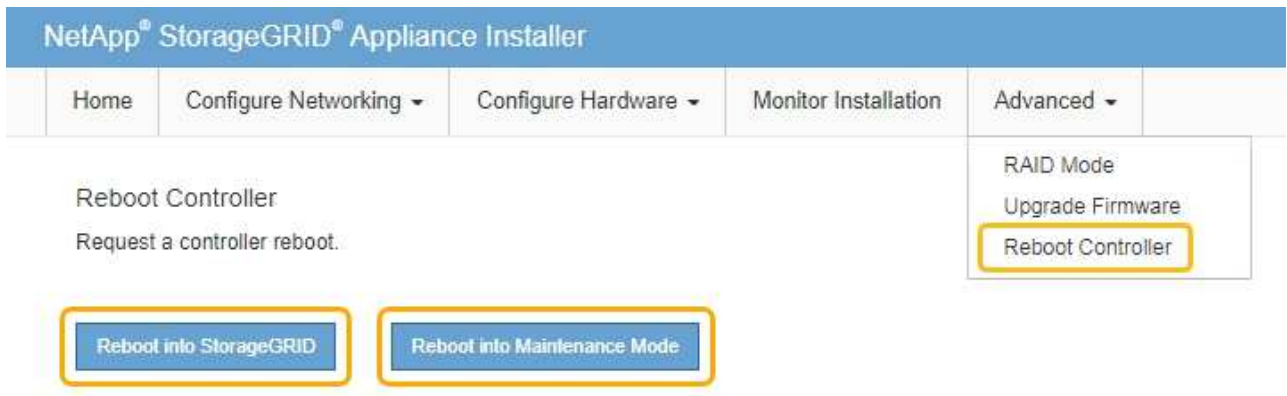 NetApp® StorageGRID® Appliance Installer
Home Configure Networking Configure Hardware Monitor Installation Advanced
RAID Mode
Upgrade Firmware
Reboot Controller
Reboot Controller
Request a controller reboot.
Reboot into StorageGRID Reboot into Maintenance Mode